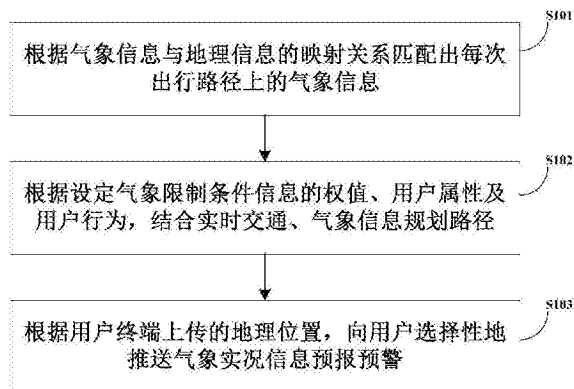 S101
根据气象信息与地理信息的映射关系匹配出每次
出行路径上的气象信息
S102
根据设定气象限制条件信息的权值、用户属性及
用户行为，结合实时交通、气象信息规划路径
S103
根据用户终端上传的地理位置，向用户选择性地
推送气象实况信息预报预警